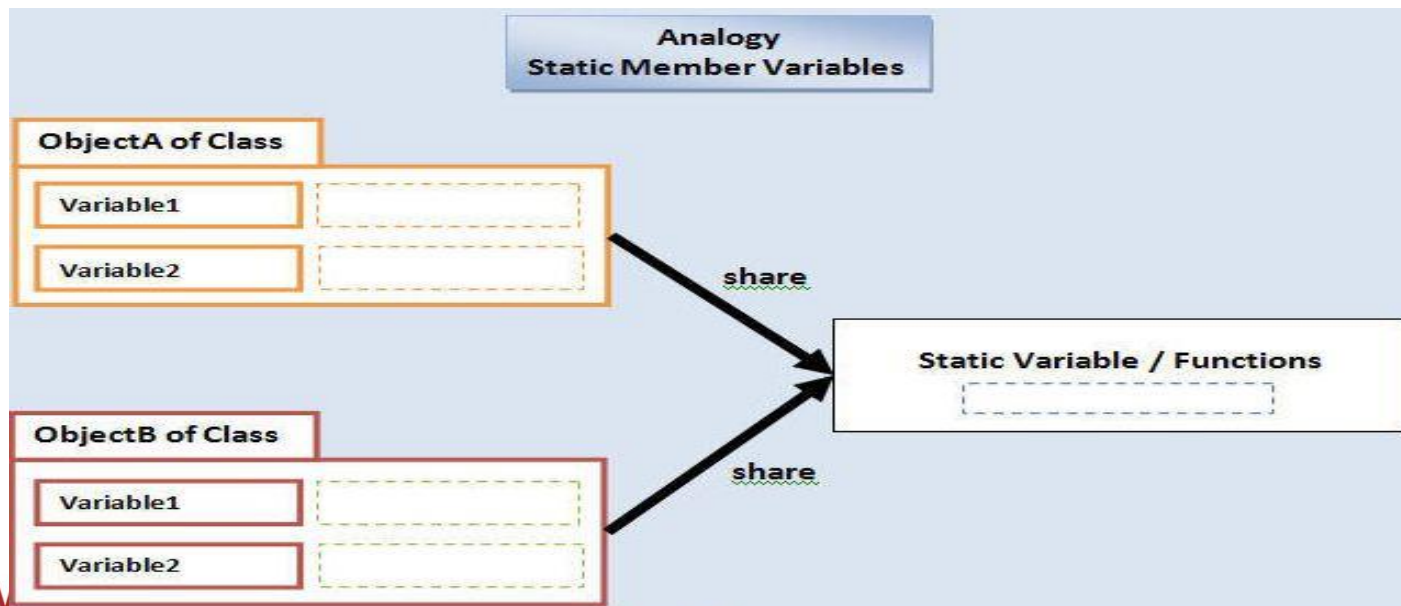 Analogy
Static Member Variables
ObjectA of Class
Variable1
Variable2
share
Static Variable / Functions
ObjectB of Class
share
Variable1
Variable2